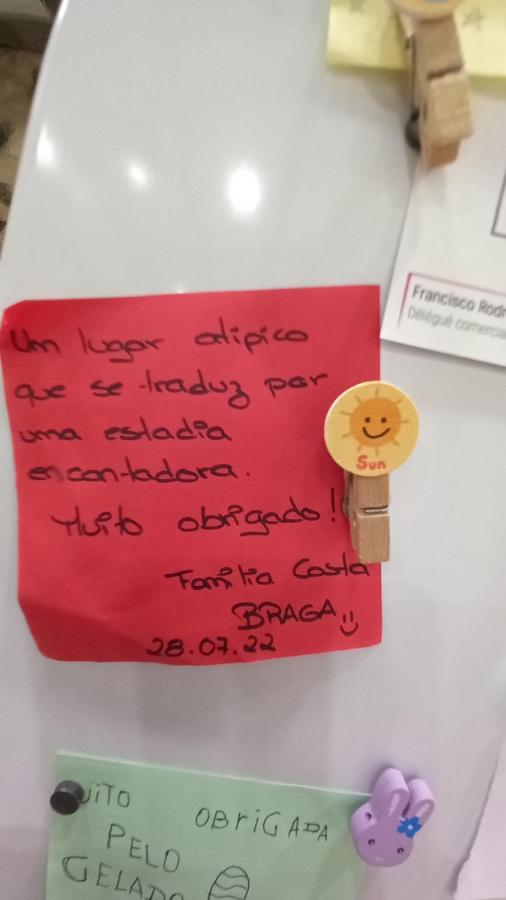 Francisco Rodr
Délégué commercia
Um lugar atípico
que se traduz por
uma estadia
encantadora.
Muito obrigado!
Família Costa
BRAGA
28.07.22
Sun
UITO OBRIGADA
PELO
GELADO